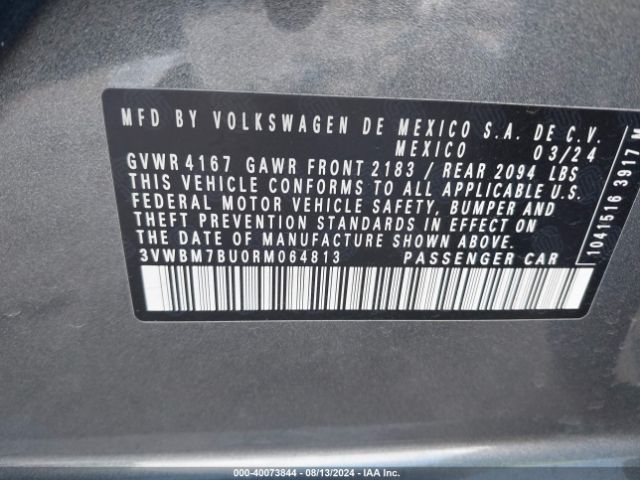 MFD BY VOLKSWAGEN DE MEXICO S.A. DE C.V.
MEXICO 03/24
GVWR 4167 GAWR FRONT 2183 / REAR 2094 LBS
THIS VEHICLE CONFORMS TO ALL APPLICABLE U.S.
FEDERAL MOTOR VEHICLE SAFETY, BUMPER AND
THEFT PREVENTION STANDARDS IN EFFECT ON
THE DATE OF MANUFACTURE SHOWN ABOVE.
3VWBM7BU0RM064813 PASSENGER CAR
1041516 3917 M
000-40073844 — 08/13/2024 — IAA Inc.